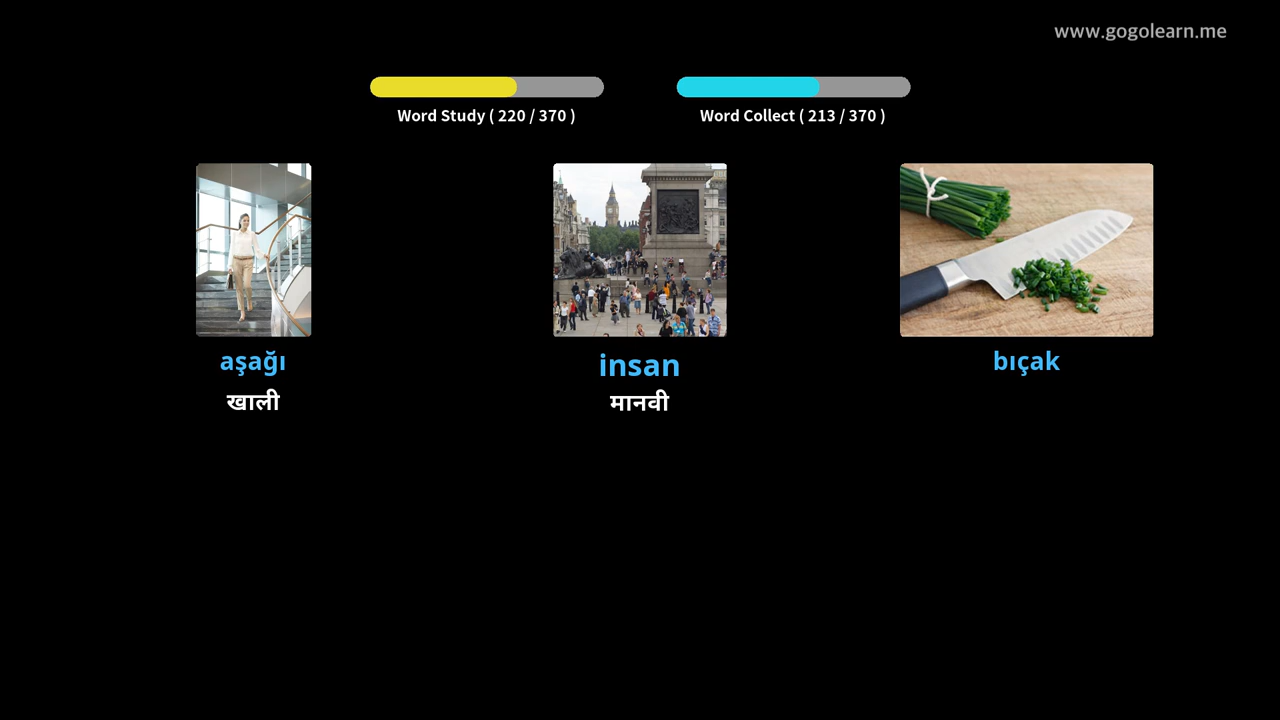 www.gogolearn.me
Word Study ( 220 / 370 )
Word Collect ( 213 / 370 )
aşağı
खाली
insan
मानवी
bıçak